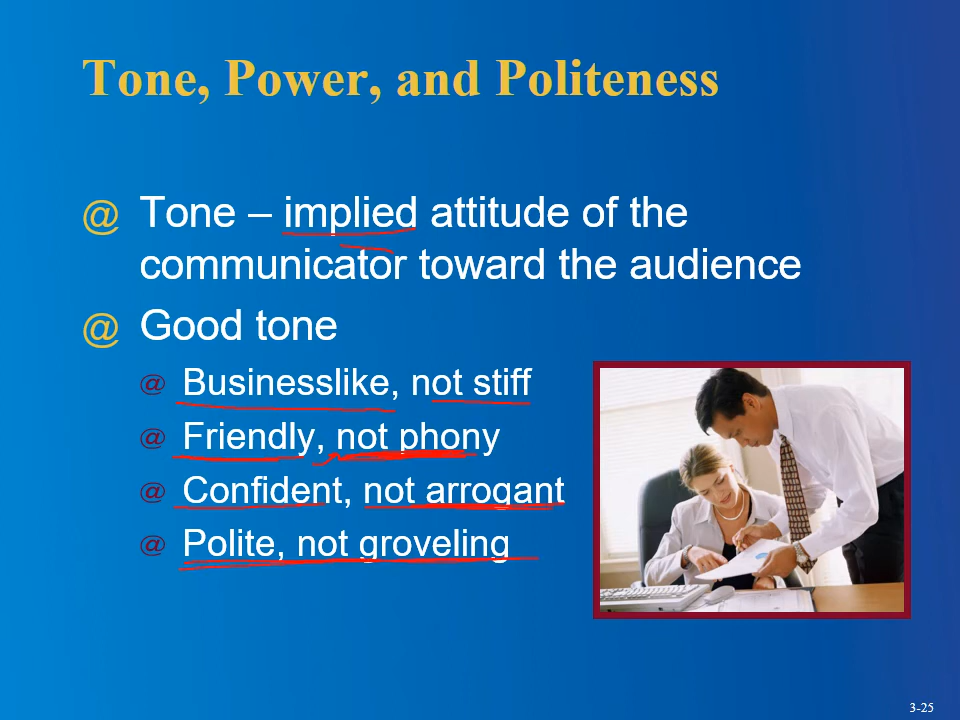 Tone, Power, and Politeness
@ Tone – implied attitude of the
communicator toward the audience
@ Good tone
@ Businesslike, not stiff
@ Friendly, not phony
@ Confident, not arrogant
@ Polite, not groveling
3-25